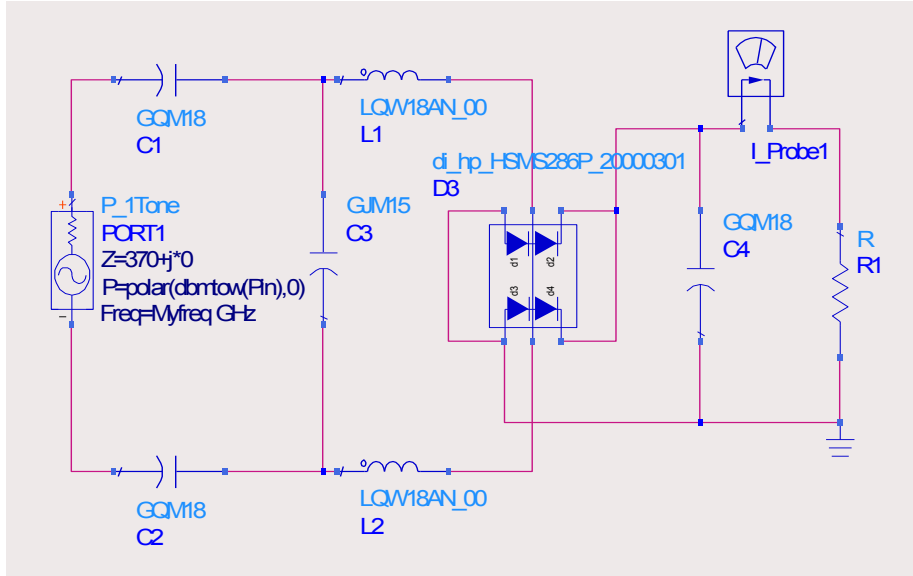 GQM18
C1
LQW18AN_00
L1
I_Probe1
di_hp_HSMS286P_20000301
D3
+
P_1Tone
PORT1
Z=370+j*0
P=polar(dbmtow(Pin),0)
Freq=Myfreq GHz
-
GJM15
C3
d1
d2
d3
d4
GQM18
C4
R
R1
GQM18
C2
LQW18AN_00
L2